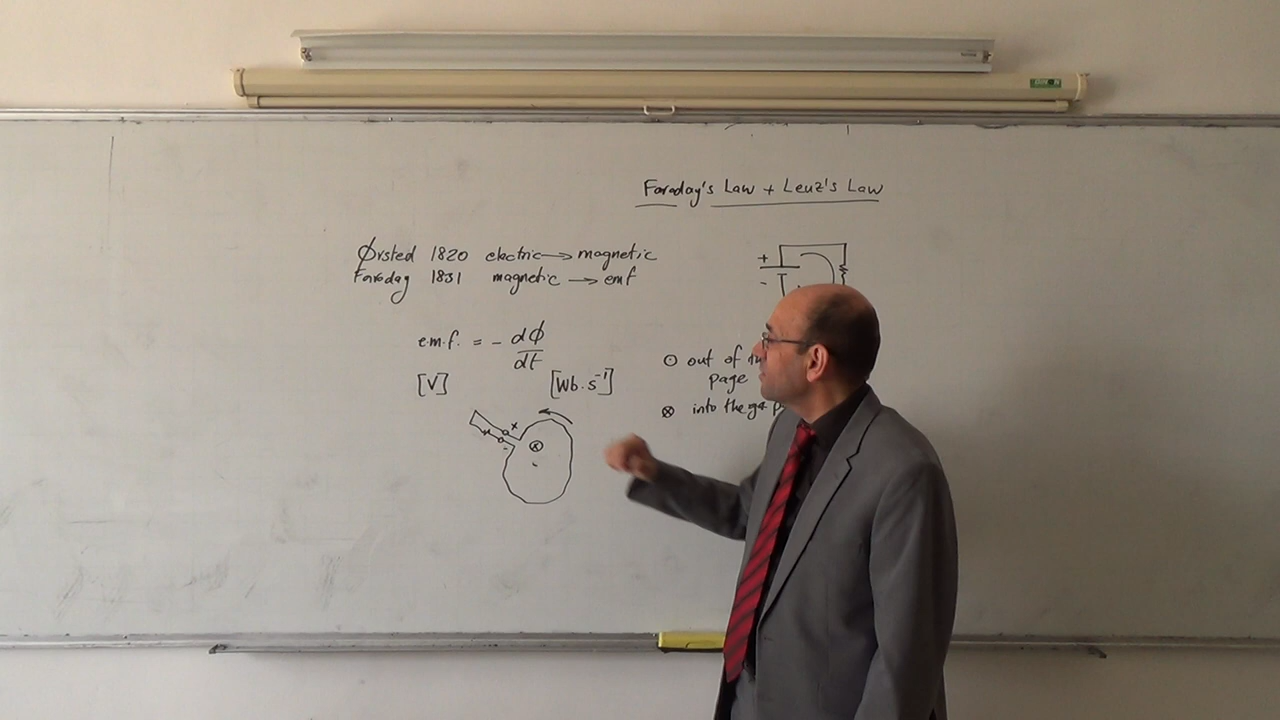 Faraday's Law + Lenz's Law
Ørsted 1820 electric → magnetic
Faraday 1831 magnetic → emf
+
-
e.m.f. = - dϕ/dt
[V] [Wb.s⁻¹]
⊙ out of
page
⊗ into the
+
-
⊗